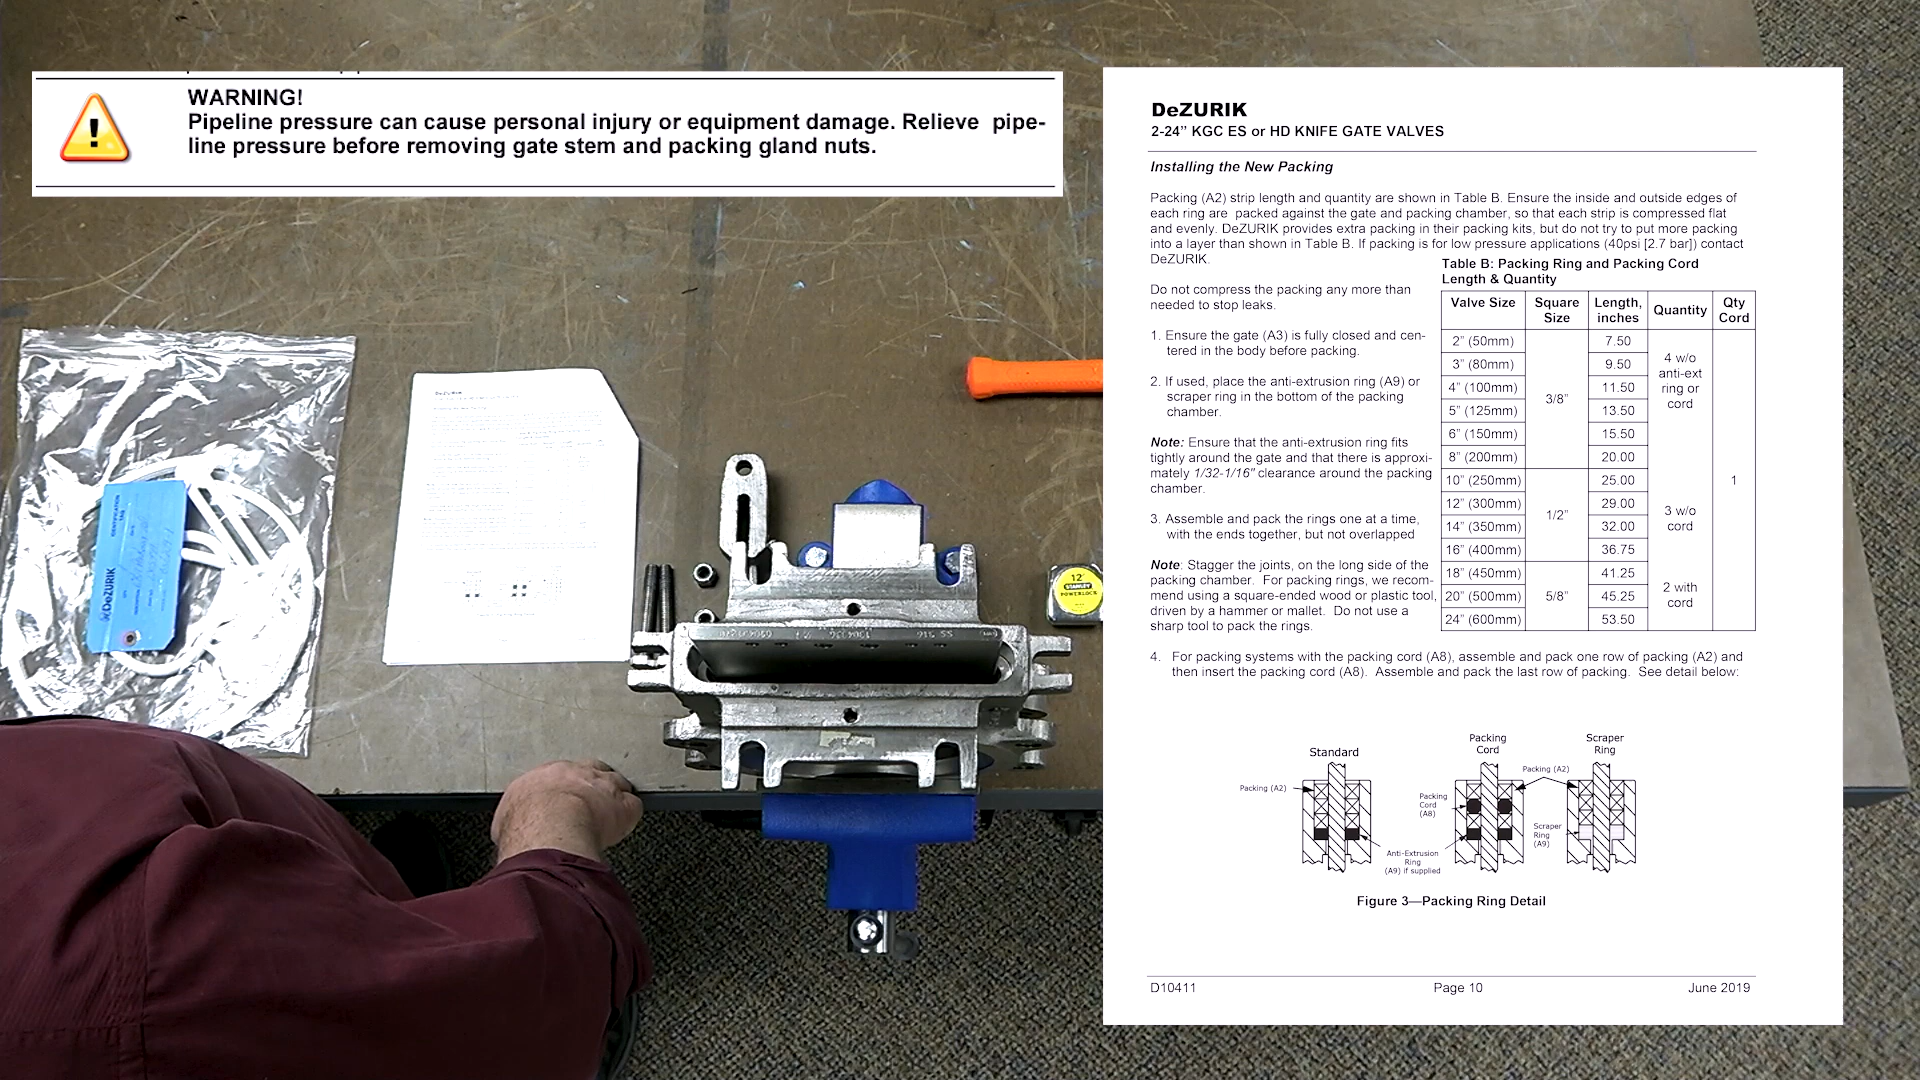 WARNING!
Pipeline pressure can cause personal injury or equipment damage. Relieve pipe-
line pressure before removing gate stem and packing gland nuts.
DeZURIK
2-24” KGC ES or HD KNIFE GATE VALVES
Installing the New Packing
Packing (A2) strip length and quantity are shown in Table B. Ensure the inside and outside edges of
each ring are packed against the gate and packing chamber, so that each strip is compressed flat
and evenly. DeZURIK provides extra packing in their packing kits, but do not try to put more packing
into a layer than shown in Table B. If packing is for low pressure applications (40psi [2.7 bar]) contact
DeZURIK.
Do not compress the packing any more than
needed to stop leaks.
1. Ensure the gate (A3) is fully closed and cen-
tered in the body before packing.
2. If used, place the anti-extrusion ring (A9) or
scraper ring in the bottom of the packing
chamber.
Note: Ensure that the anti-extrusion ring fits
tightly around the gate and that there is approxi-
mately 1/32-1/16" clearance around the packing
chamber.
3. Assemble and pack the rings one at a time,
with the ends together, but not overlapped
Note: Stagger the joints, on the long side of the
packing chamber. For packing rings, we recom-
mend using a square-ended wood or plastic tool,
driven by a hammer or mallet. Do not use a
sharp tool to pack the rings.
Table B: Packing Ring and Packing Cord
Length & Quantity
Valve Size Square Size Length, inches Quantity Qty Cord
2” (50mm) 3/8” 7.50 4 w/o anti-ext ring or cord 1
3” (80mm) 9.50
4” (100mm) 11.50
5” (125mm) 13.50
6” (150mm) 15.50
8” (200mm) 20.00
10” (250mm) 1/2” 25.00 3 w/o cord
12” (300mm) 29.00
14” (350mm) 32.00
16” (400mm) 36.75
18” (450mm) 5/8” 41.25 2 with cord
20” (500mm) 45.25
24” (600mm) 53.50
4. For packing systems with the packing cord (A8), assemble and pack one row of packing (A2) and
then insert the packing cord (A8). Assemble and pack the last row of packing. See detail below:
Standard
Packing
Cord
Scraper
Ring
Packing (A2)
Packing (A2)
Packing
Cord
(A8)
Scraper
Ring
(A9)
Anti-Extrusion
Ring
(A9) if supplied
Figure 3—Packing Ring Detail
D10411 Page 10 June 2019
DeZURIK
IDENTIFICATION
TAG
DeZURIK
12'
STANLEY
POWERLOCK
SS 316